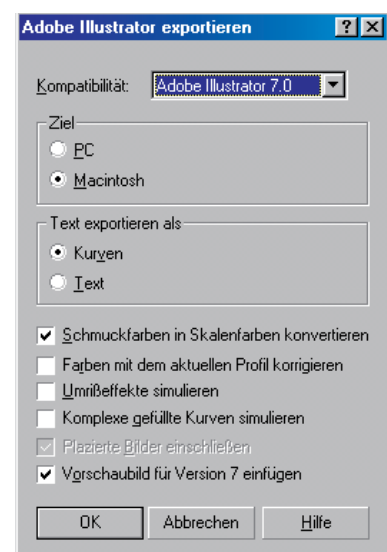 Adobe Illustrator exportieren
Kompatibilität: Adobe Illustrator 7.0
Ziel
PC
Macintosh
Text exportieren als
Kurven
Text
Schmuckfarben in Skalenfarben konvertieren
Farben mit dem aktuellen Profil korrigieren
Umrißeffekte simulieren
Komplexe gefüllte Kurven simulieren
Plazierte Bilder einschließen
Vorschaubild für Version 7 einfügen
OK Abbrechen Hilfe